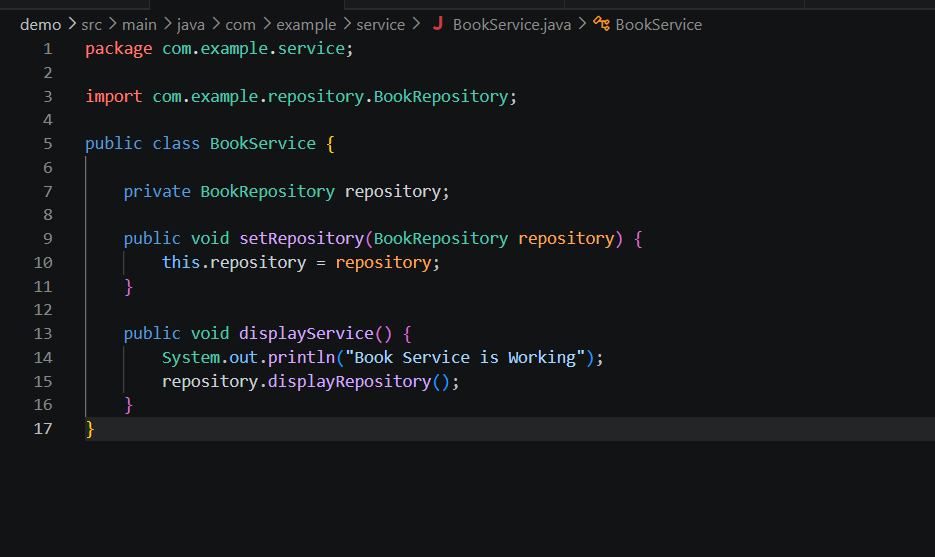 demo > src > main > java > com > example > service > J BookService.java > BookService
1 package com.example.service;
2
3 import com.example.repository.BookRepository;
4
5 public class BookService {
6
7     private BookRepository repository;
8
9     public void setRepository(BookRepository repository) {
10         this.repository = repository;
11     }
12
13     public void displayService() {
14         System.out.println("Book Service is Working");
15         repository.displayRepository();
16     }
17 }